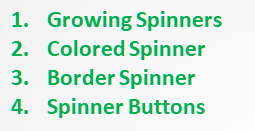 1. Growing Spinners
2. Colored Spinner
3. Border Spinner
4. Spinner Buttons